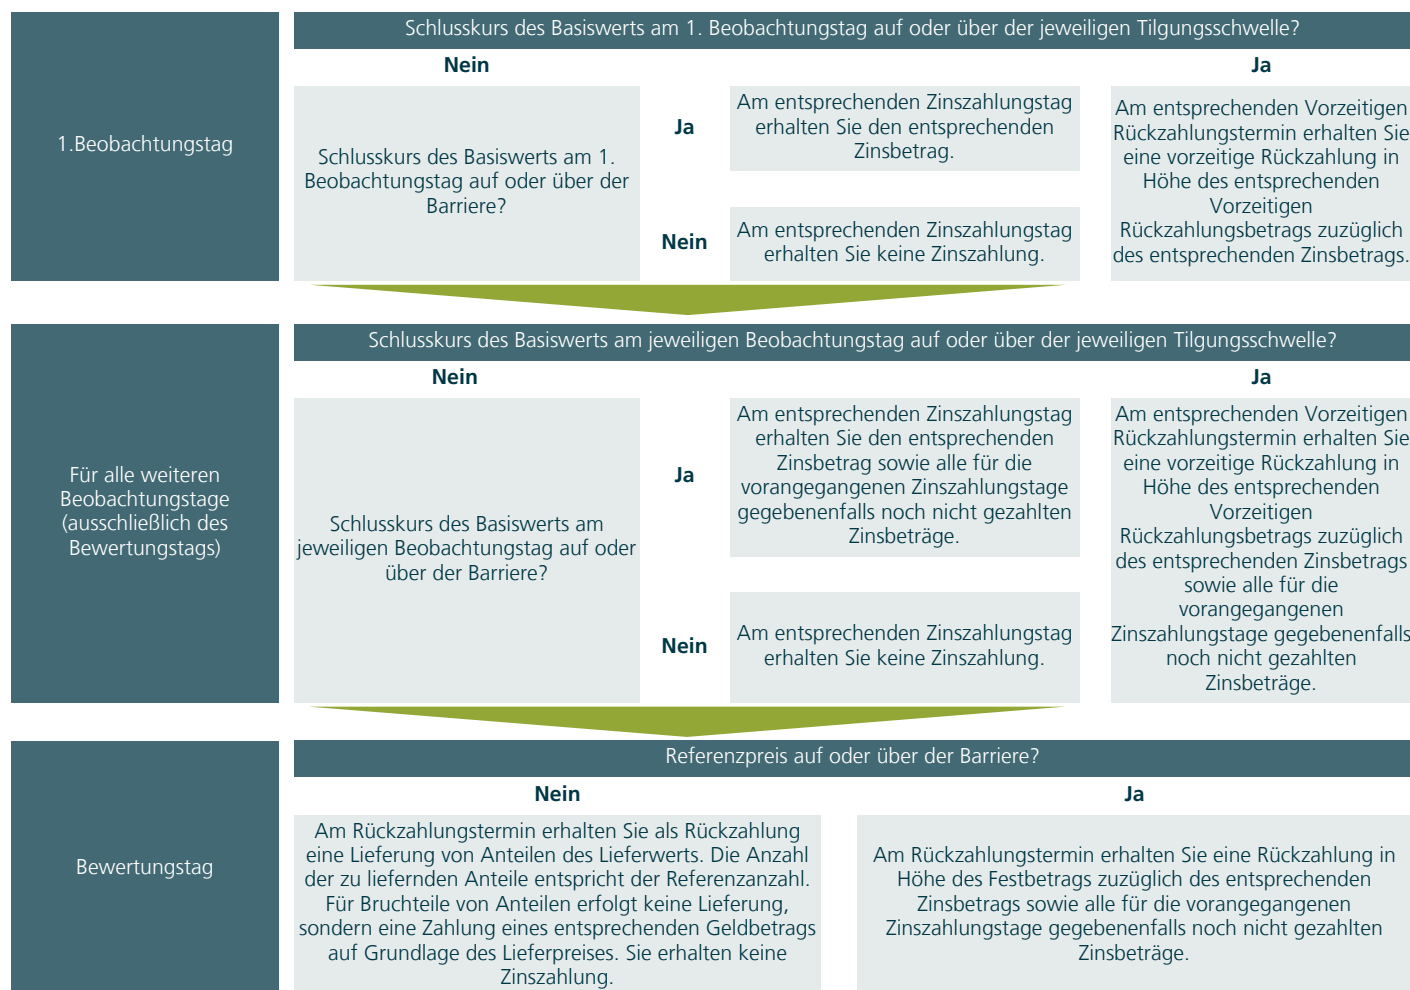 Schlusskurs des Basiswerts am 1. Beobachtungstag auf oder über der jeweiligen Tilgungsschwelle?
Nein
Ja
1.Beobachtungstag
Schlusskurs des Basiswerts am 1.
Beobachtungstag auf oder über der
Barriere?
Ja
Am entsprechenden Zinszahlungstag
erhalten Sie den entsprechenden
Zinsbetrag.
Nein
Am entsprechenden Zinszahlungstag
erhalten Sie keine Zinszahlung.
Am entsprechenden Vorzeitigen
Rückzahlungstermin erhalten Sie
eine vorzeitige Rückzahlung in
Höhe des entsprechenden
Vorzeitigen
Rückzahlungsbetrags zuzüglich
des entsprechenden Zinsbetrags.
Schlusskurs des Basiswerts am jeweiligen Beobachtungstag auf oder über der jeweiligen Tilgungsschwelle?
Nein
Ja
Für alle weiteren
Beobachtungstage
(ausschließlich des
Bewertungstags)
Schlusskurs des Basiswerts am
jeweiligen Beobachtungstag auf oder
über der Barriere?
Ja
Am entsprechenden Zinszahlungstag
erhalten Sie den entsprechenden
Zinsbetrag sowie alle für die
vorangegangenen Zinszahlungstage
gegebenenfalls noch nicht gezahlten
Zinsbeträge.
Nein
Am entsprechenden Zinszahlungstag
erhalten Sie keine Zinszahlung.
Am entsprechenden Vorzeitigen
Rückzahlungstermin erhalten Sie
eine vorzeitige Rückzahlung in
Höhe des entsprechenden
Vorzeitigen
Rückzahlungsbetrags zuzüglich
des entsprechenden Zinsbetrags
sowie alle für die
vorangegangenen
Zinszahlungstage gegebenenfalls
noch nicht gezahlten
Zinsbeträge.
Referenzpreis auf oder über der Barriere?
Nein
Ja
Bewertungstag
Am Rückzahlungstermin erhalten Sie als Rückzahlung
eine Lieferung von Anteilen des Lieferwerts. Die Anzahl
der zu liefernden Anteile entspricht der Referenzanzahl.
Für Bruchteile von Anteilen erfolgt keine Lieferung,
sondern eine Zahlung eines entsprechenden Geldbetrags
auf Grundlage des Lieferpreises. Sie erhalten keine
Zinszahlung.
Am Rückzahlungstermin erhalten Sie eine Rückzahlung in
Höhe des Festbetrags zuzüglich des entsprechenden
Zinsbetrags sowie alle für die vorangegangenen
Zinszahlungstage gegebenenfalls noch nicht gezahlten
Zinsbeträge.